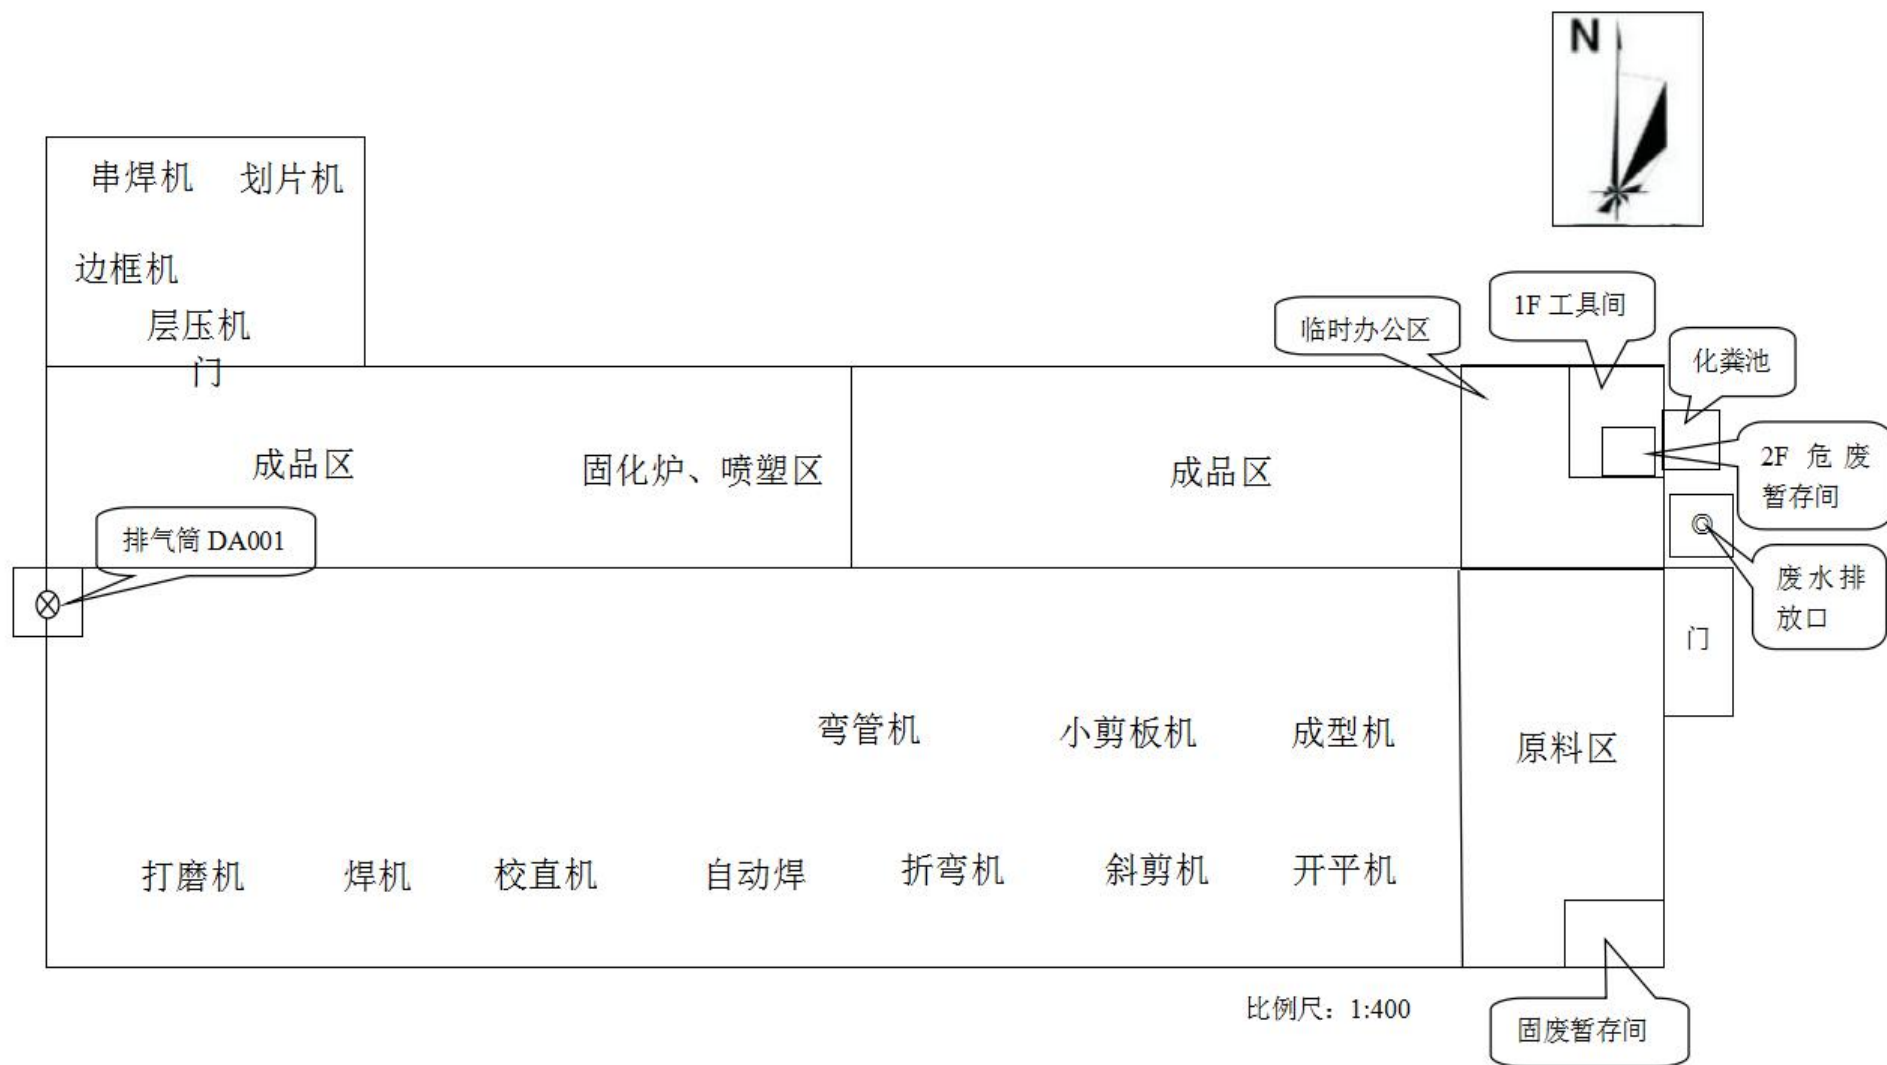 N
串焊机 划片机
边框机
层压机
门
临时办公区
1F 工具间
化粪池
2F 危废
暂存间
成品区
固化炉、喷塑区
成品区
排气筒 DA001
废水排
放口
门
弯管机
小剪板机
成型机
原料区
打磨机
焊机
校直机
自动焊
折弯机
斜剪机
开平机
比例尺：1:400
固废暂存间